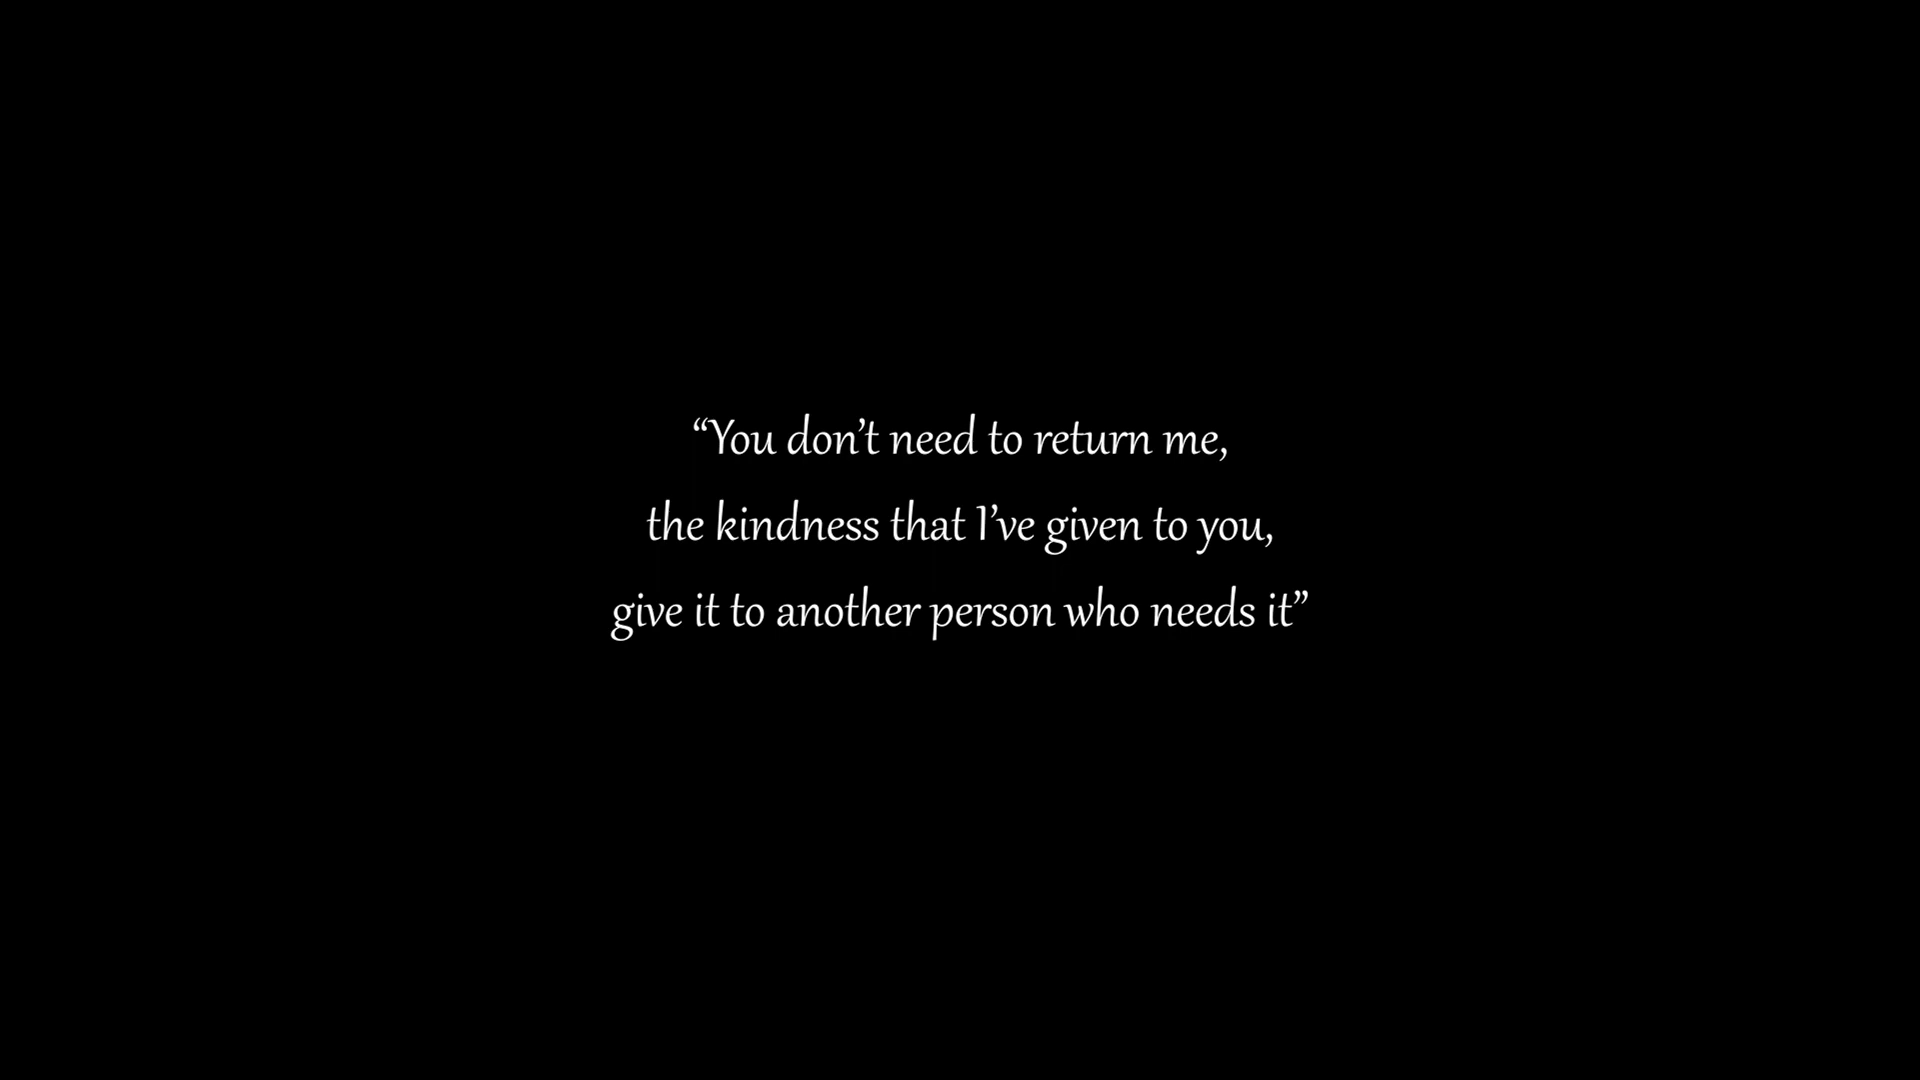 “You don’t need to return me,
the kindness that I’ve given to you,
give it to another person who needs it”